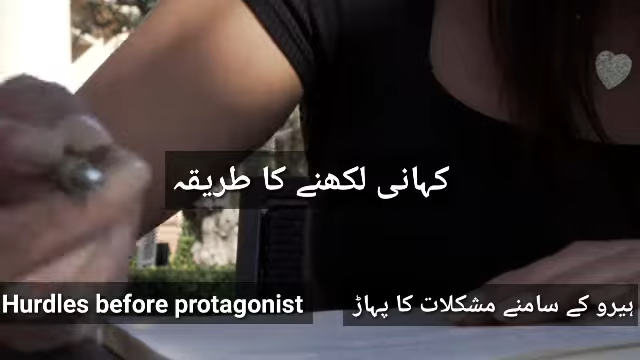 کہانی لکھنے کا طریقہ
Hurdles before protagonist
ہیرو کے سامنے مشکلات کا پہاڑ